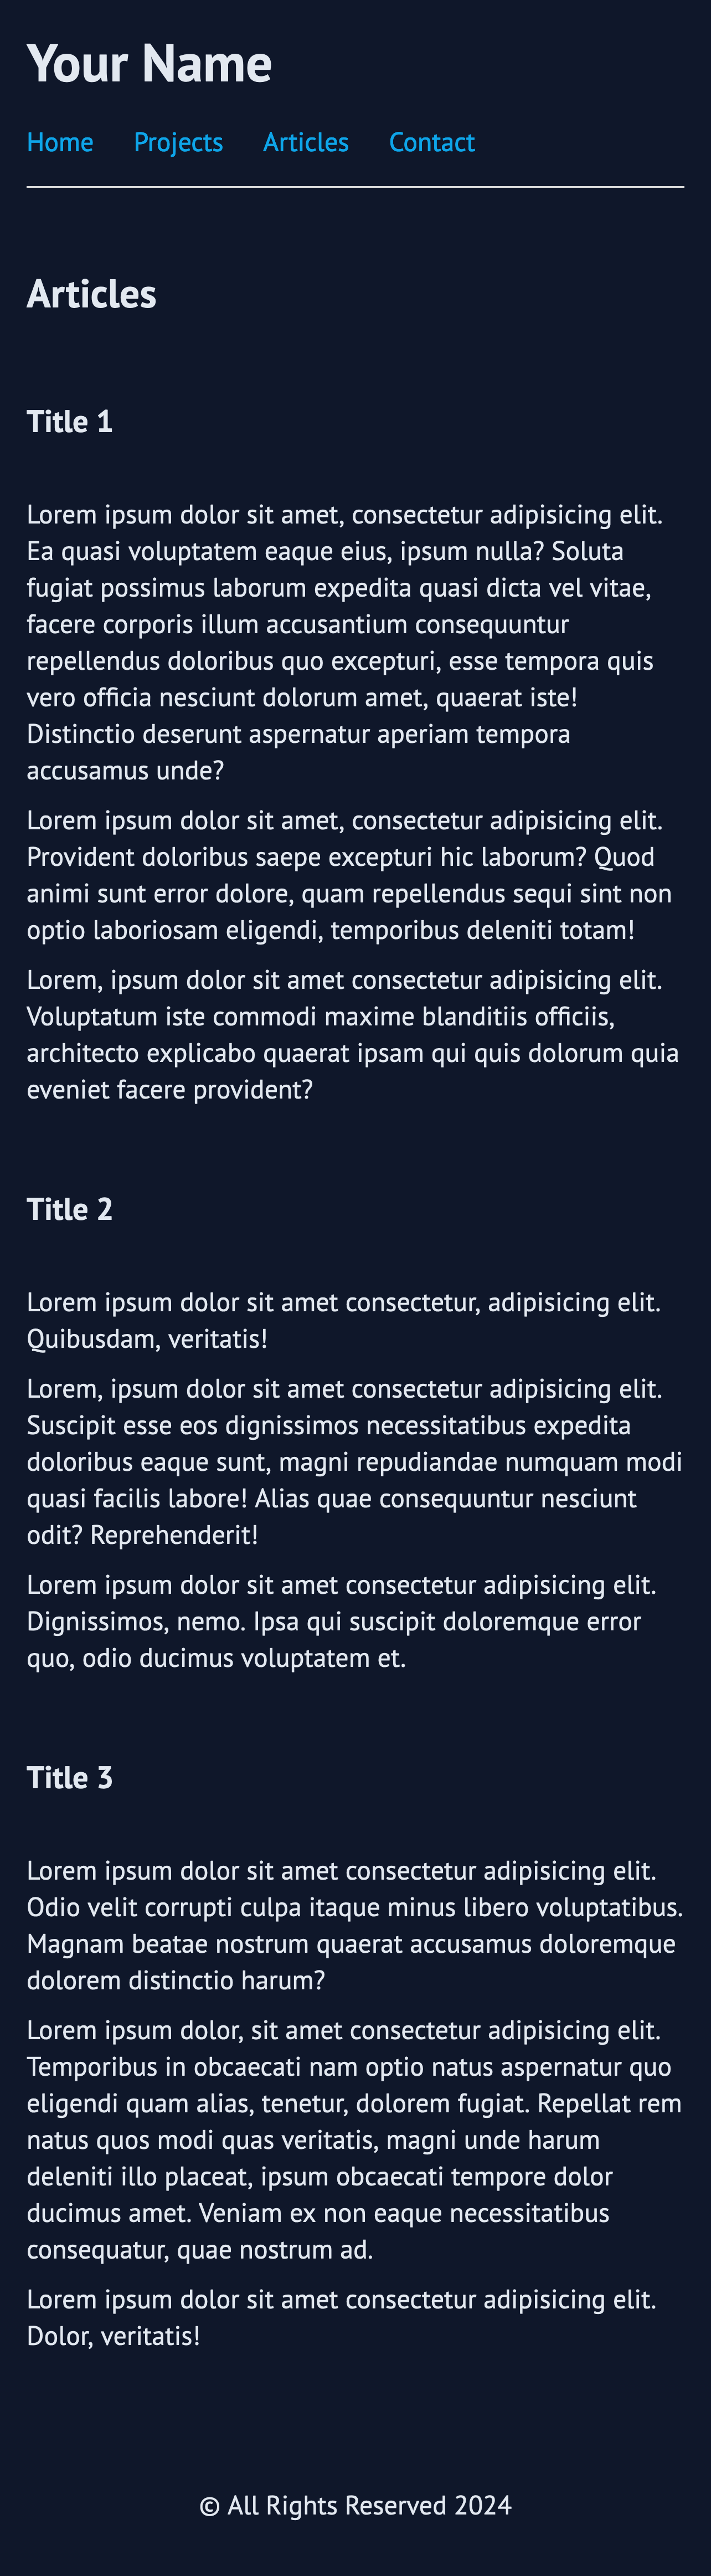 Your Name
Home Projects Articles Contact
Articles
Title 1
Lorem ipsum dolor sit amet, consectetur adipisicing elit.
Ea quasi voluptatem eaque eius, ipsum nulla? Soluta
fugiat possimus laborum expedita quasi dicta vel vitae,
facere corporis illum accusantium consequuntur
repellendus doloribus quo excepturi, esse tempora quis
vero officia nesciunt dolorum amet, quaerat iste!
Distinctio deserunt aspernatur aperiam tempora
accusamus unde?
Lorem ipsum dolor sit amet, consectetur adipisicing elit.
Provident doloribus saepe excepturi hic laborum? Quod
animi sunt error dolore, quam repellendus sequi sint non
optio laboriosam eligendi, temporibus deleniti totam!
Lorem, ipsum dolor sit amet consectetur adipisicing elit.
Voluptatum iste commodi maxime blanditiis officiis,
architecto explicabo quaerat ipsam qui quis dolorum quia
eveniet facere provident?
Title 2
Lorem ipsum dolor sit amet consectetur, adipisicing elit.
Quibusdam, veritatis!
Lorem, ipsum dolor sit amet consectetur adipisicing elit.
Suscipit esse eos dignissimos necessitatibus expedita
doloribus eaque sunt, magni repudiandae numquam modi
quasi facilis labore! Alias quae consequuntur nesciunt
odit? Reprehenderit!
Lorem ipsum dolor sit amet consectetur adipisicing elit.
Dignissimos, nemo. Ipsa qui suscipit doloremque error
quo, odio ducimus voluptatem et.
Title 3
Lorem ipsum dolor sit amet consectetur adipisicing elit.
Odio velit corrupti culpa itaque minus libero voluptatibus.
Magnam beatae nostrum quaerat accusamus doloremque
dolorem distinctio harum?
Lorem ipsum dolor, sit amet consectetur adipisicing elit.
Temporibus in obcaecati nam optio natus aspernatur quo
eligendi quam alias, tenetur, dolorem fugiat. Repellat rem
natus quos modi quas veritatis, magni unde harum
deleniti illo placeat, ipsum obcaecati tempore dolor
ducimus amet. Veniam ex non eaque necessitatibus
consequatur, quae nostrum ad.
Lorem ipsum dolor sit amet consectetur adipisicing elit.
Dolor, veritatis!
© All Rights Reserved 2024